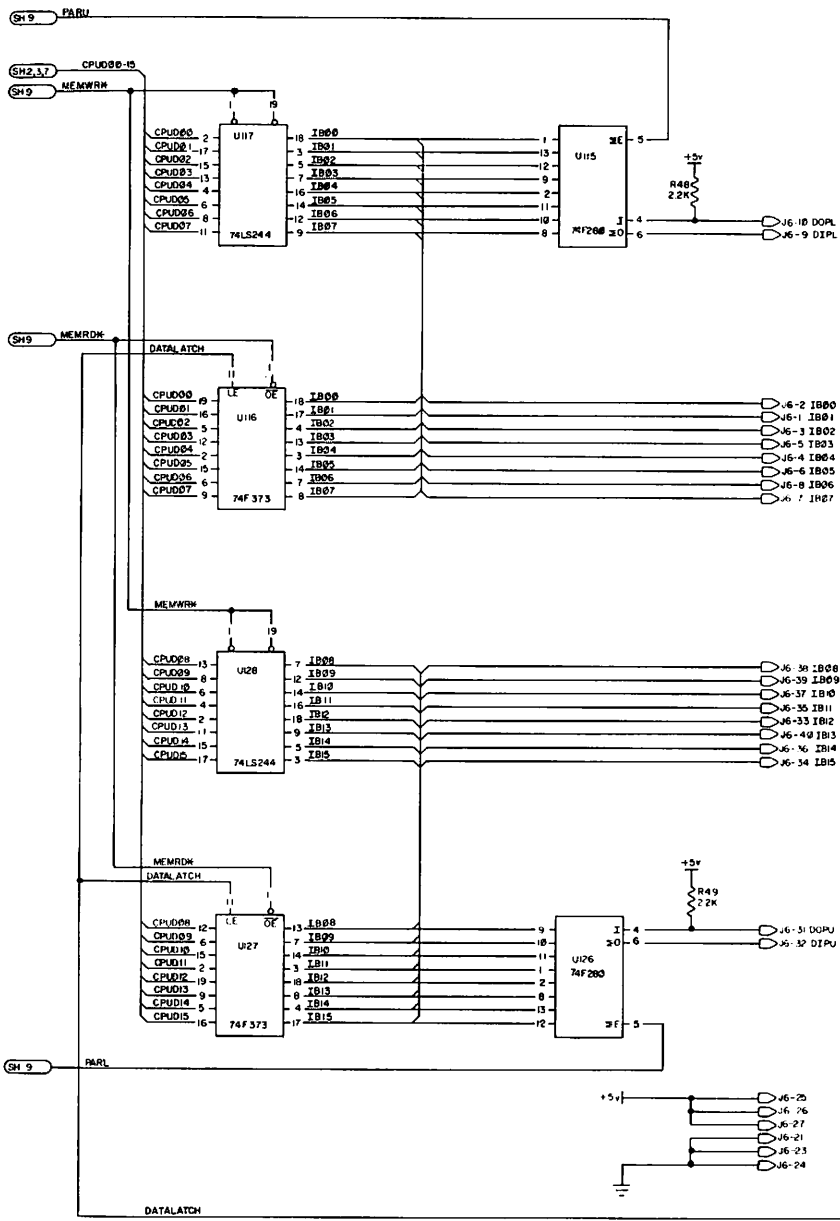 SH 9 PARU
SH2,3,7 CPUD00-15
SH 9 MEMWR*
1 19
CPUD00 2 U117 18 IB00 1 ΣE 5
CPUD01 17 3 IB01 13 U115
CPUD02 15 5 IB02 12 +5v
CPUD03 13 7 IB03 9
CPUD04 4 16 IB04 2 R48
CPUD05 6 14 IB05 11 2.2K
CPUD06 8 12 IB06 10 I 4 J6-10 DOPL
CPUD07 11 74LS244 9 IB07 8 74F280 ΣO 6 J6-9 DIPL
SH9 MEMRD*
DATALATCH
11 1
LE OE
CPUD00 19 18 IB00 J6-2 IB00
CPUD01 16 U116 17 IB01 J6-1 IB01
CPUD02 5 4 IB02 J6-3 IB02
CPUD03 12 13 IB03 J6-5 IB03
CPUD04 2 3 IB04 J6-4 IB04
CPUD05 15 14 IB05 J6-6 IB05
CPUD06 6 7 IB06 J6-8 IB06
CPUD07 9 74F373 8 IB07 J6-7 IB07
MEMWR*
1 19
CPUD08 13 U128 7 IB08 J6-38 IB08
CPUD09 8 12 IB09 J6-39 IB09
CPUD10 6 14 IB10 J6-37 IB10
CPUD11 4 16 IB11 J6-35 IB11
CPUD12 2 18 IB12 J6-33 IB12
CPUD13 11 9 IB13 J6-40 IB13
CPUD14 15 5 IB14 J6-36 IB14
CPUD15 17 74LS244 3 IB15 J6-34 IB15
MEMRD*
DATALATCH
+5v
11 1
R49
2.2K
LE OE
CPUD08 12 13 IB08 9 I 4 J6-31 DOPU
CPUD09 6 U127 7 IB09 10 ΣO 6 J6-32 DIPU
CPUD10 15 14 IB10 11 U126
CPUD11 2 3 IB11 1 74F280
CPUD12 19 18 IB12 2
CPUD13 9 8 IB13 8
CPUD14 5 4 IB14 13
CPUD15 16 74F373 17 IB15 12 ΣE 5
SH 9 PARL
+5v J6-25
J6-26
J6-27
J6-21
J6-23
J6-24
DATALATCH